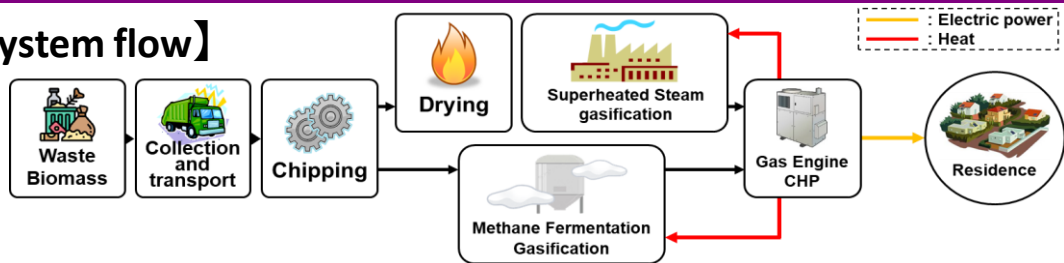 ystem flow】
: Electric power
: Heat
Waste
Biomass
Collection
and
transport
Chipping
Drying
Superheated Steam
gasification
Methane Fermentation
Gasification
Gas Engine
CHP
Residence